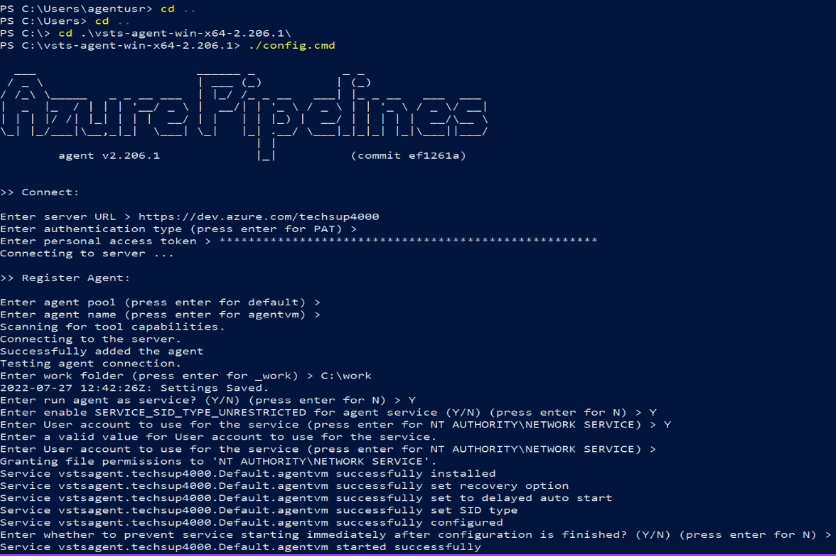 PS C:\Users\agentusr> cd ..
PS C:\Users> cd ..
PS C:\> cd .\vsts-agent-win-x64-2.206.1\
PS C:\vsts-agent-win-x64-2.206.1> ./config.cmd
Azure Pipelines
agent v2.206.1 (commit ef1261a)
>> Connect:
Enter server URL > https://dev.azure.com/techsup4000
Enter authentication type (press enter for PAT) >
Enter personal access token > ****************************************************
Connecting to server ...
>> Register Agent:
Enter agent pool (press enter for default) >
Enter agent name (press enter for agentvm) >
Scanning for tool capabilities.
Connecting to the server.
Successfully added the agent
Testing agent connection.
Enter work folder (press enter for _work) > C:\work
2022-07-27 12:42:26Z: Settings Saved.
Enter run agent as service? (Y/N) (press enter for N) > Y
Enter enable SERVICE_SID_TYPE_UNRESTRICTED for agent service (Y/N) (press enter for N) > Y
Enter User account to use for the service (press enter for NT AUTHORITY\NETWORK SERVICE) > Y
Enter a valid value for User account to use for the service.
Enter User account to use for the service (press enter for NT AUTHORITY\NETWORK SERVICE) >
Granting file permissions to 'NT AUTHORITY\NETWORK SERVICE'.
Service vstsagent.techsup4000.Default.agentvm successfully installed
Service vstsagent.techsup4000.Default.agentvm successfully set recovery option
Service vstsagent.techsup4000.Default.agentvm successfully set to delayed auto start
Service vstsagent.techsup4000.Default.agentvm successfully set SID type
Service vstsagent.techsup4000.Default.agentvm successfully configured
Enter whether to prevent service starting immediately after configuration is finished? (Y/N) (press enter for N) >
Service vstsagent.techsup4000.Default.agentvm started successfully